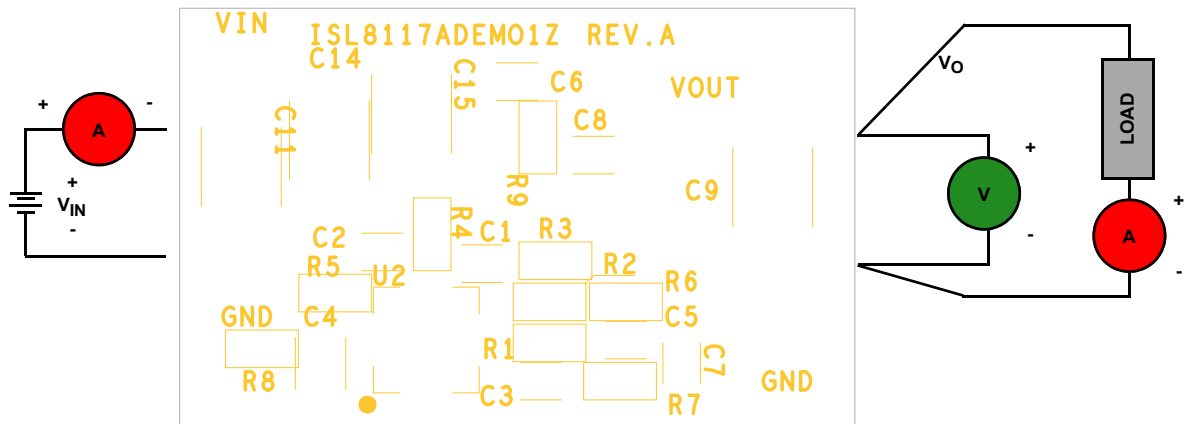 VIN
ISL8117ADEMO1Z REV.A
C14
C15
C6
VOUT
VO
LOAD
+
-
A
C11
C8
+
VIN
-
R9
C9
+
V
-
+
A
-
R4
C2
C1
R3
R5
U2
R2
R6
GND
C4
C5
R1
C7
R8
C3
R7
GND